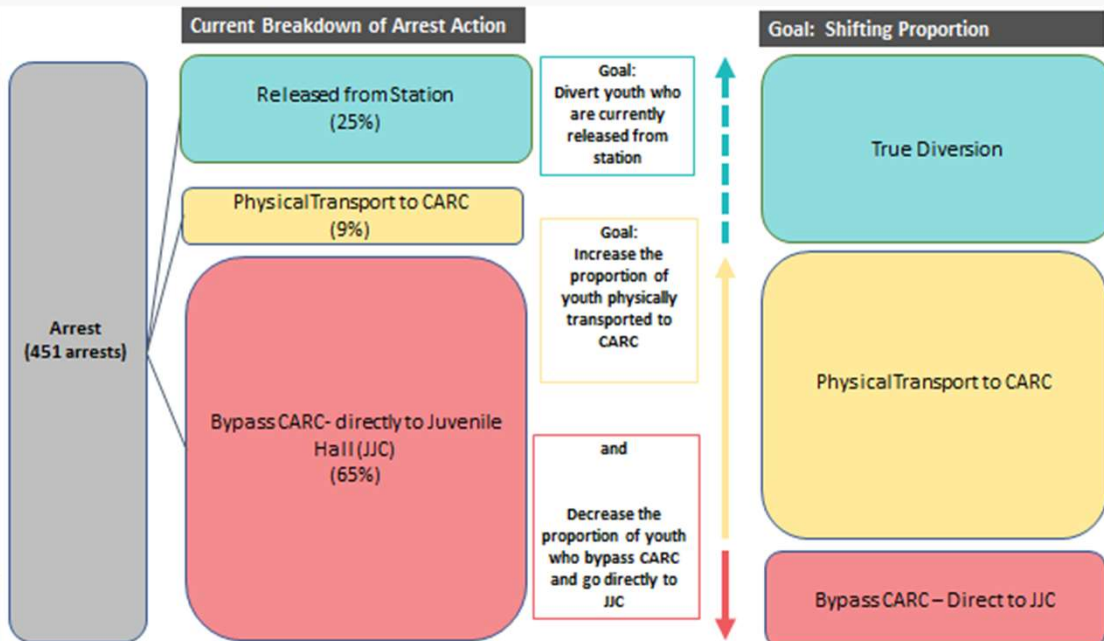 Current Breakdown of Arrest Action
Goal: Shifting Proportion
Arrest
(451 arrests)
Released from Station
(25%)
Physical Transport to CARC
(9%)
Bypass CARC- directly to Juvenile
Hall (JJC)
(65%)
Goal:
Divert youth who
are currently
released from
station
Goal:
Increase the
proportion of
youth physically
transported to
CARC
and
Decrease the
proportion of youth
who bypass CARC
and go directly to
JJC
True Diversion
Physical Transport to CARC
Bypass CARC – Direct to JJC